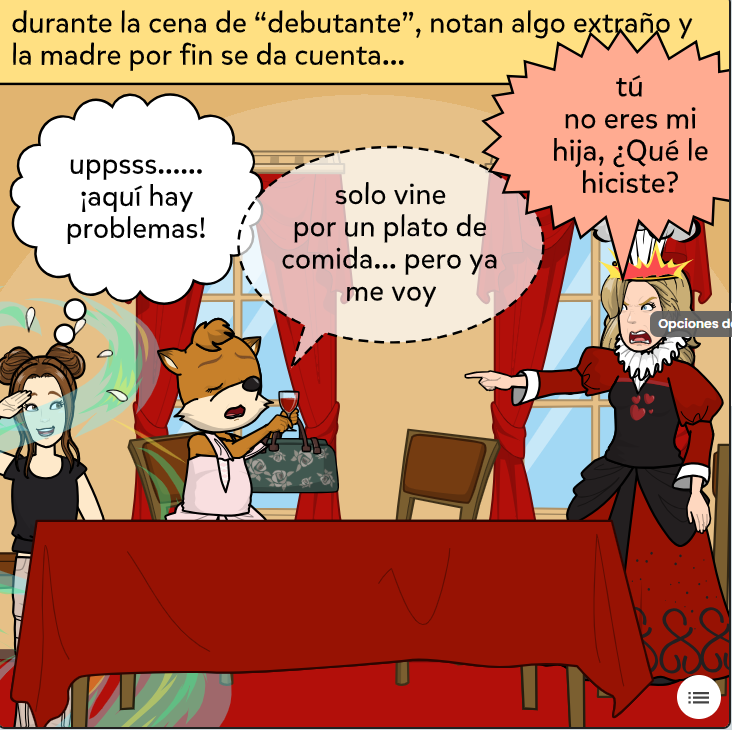 durante la cena de “debutante”, notan algo extraño y
la madre por fin se da cuenta...
uppsss......
¡aquí hay
problemas!
solo vine
por un plato de
comida... pero ya
me voy
tú
no eres mi
hija, ¿Qué le
hiciste?
Opciones